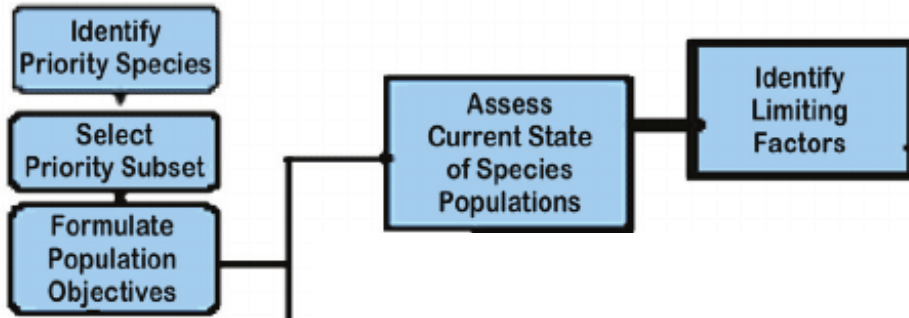 Identify
Priority Species
Select
Priority Subset
Formulate
Population
Objectives
Assess
Current State
of Species
Populations
Identify
Limiting
Factors